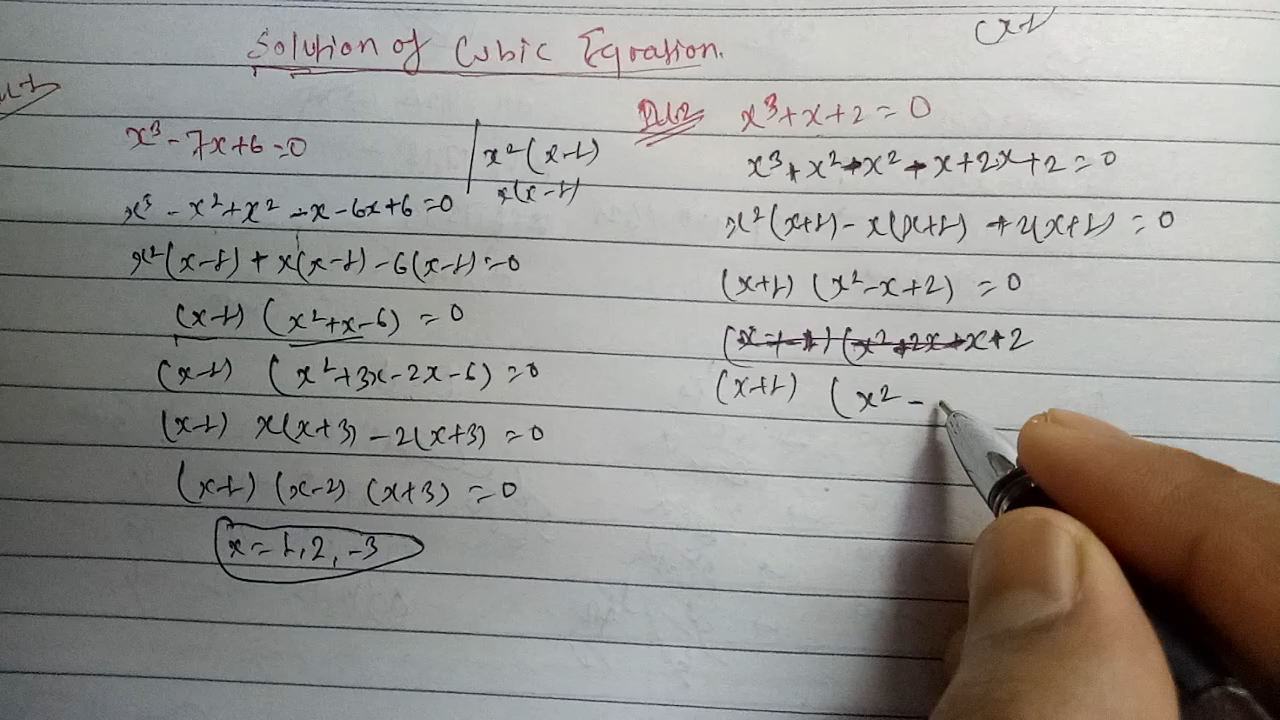 (x-1
Solution of Cubic Equation.
x³ - 7x + 6 = 0
x²(x-1)
x(x-1)
x³ - x² + x² - x - 6x + 6 = 0
x²(x-1) + x(x-1) - 6(x-1) = 0
(x-1) (x² + x - 6) = 0
(x-1) (x² + 3x - 2x - 6) = 0
(x-1) x(x+3) - 2(x+3) = 0
(x-1) (x-2) (x+3) = 0
x = 1, 2, -3
x³ + x + 2 = 0
x³ + x² - x² - x + 2x + 2 = 0
x²(x+1) - x(x+1) + 2(x+1) = 0
(x+1) (x² - x + 2) = 0
x + 2
(x+1) (x² -